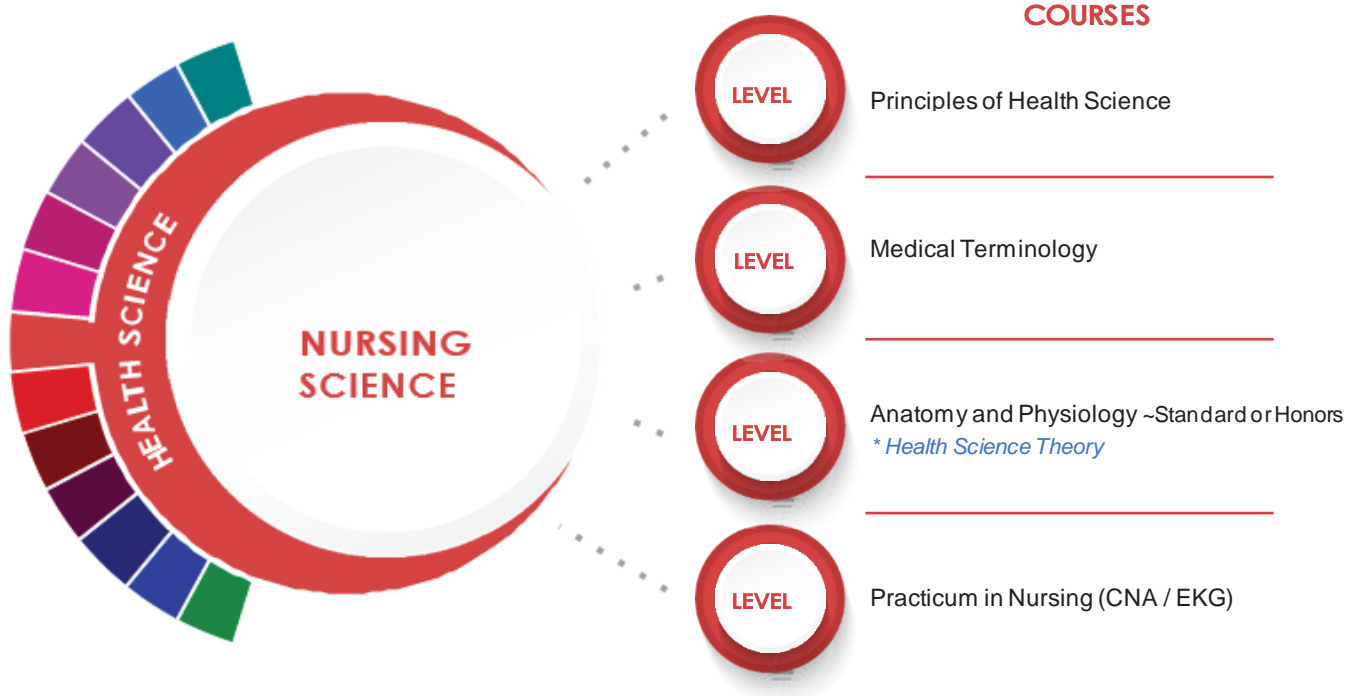 COURSES
LEVEL
Principles of Health Science
LEVEL
Medical Terminology
HEALTH SCIENCE
NURSING
SCIENCE
LEVEL
Anatomy and Physiology ~Standard or Honors
* Health Science Theory
LEVEL
Practicum in Nursing (CNA / EKG)